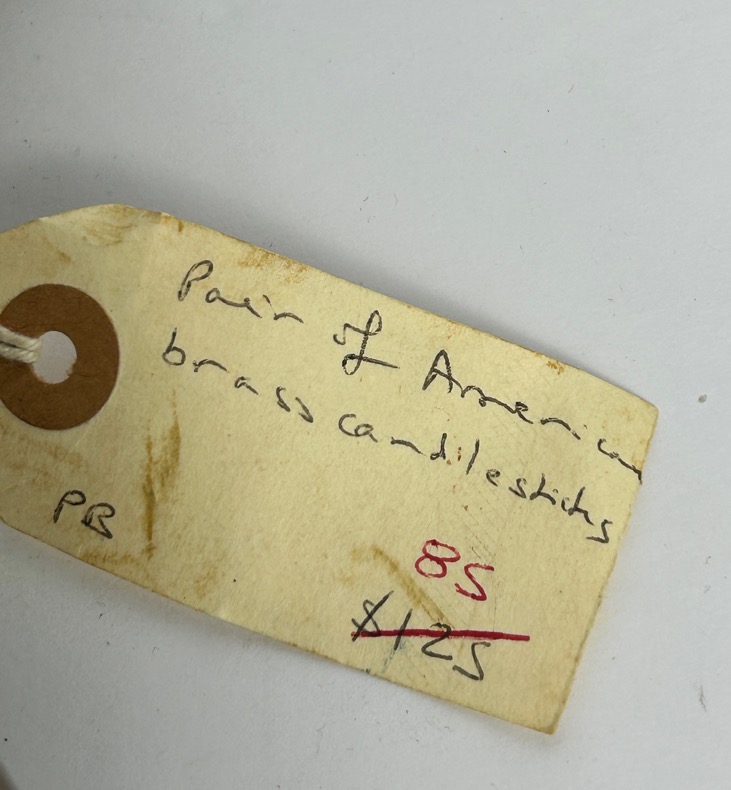 Pair of American
brass candlesticks
PB
85
$125